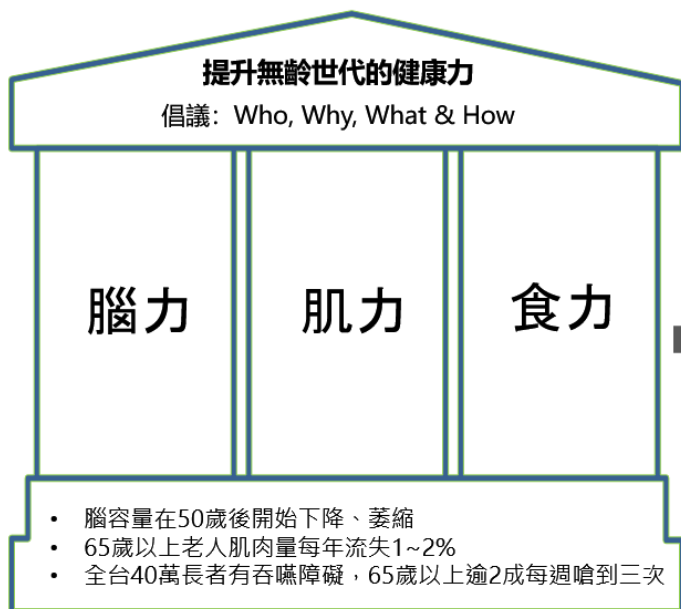 提升無齡世代的健康力
倡議：Who, Why, What & How
腦力
肌力
食力
• 腦容量在50歲後開始下降、萎縮
• 65歲以上老人肌肉量每年流失1~2%
• 全台40萬長者有吞嚥障礙，65歲以上逾2成每週嗆到三次